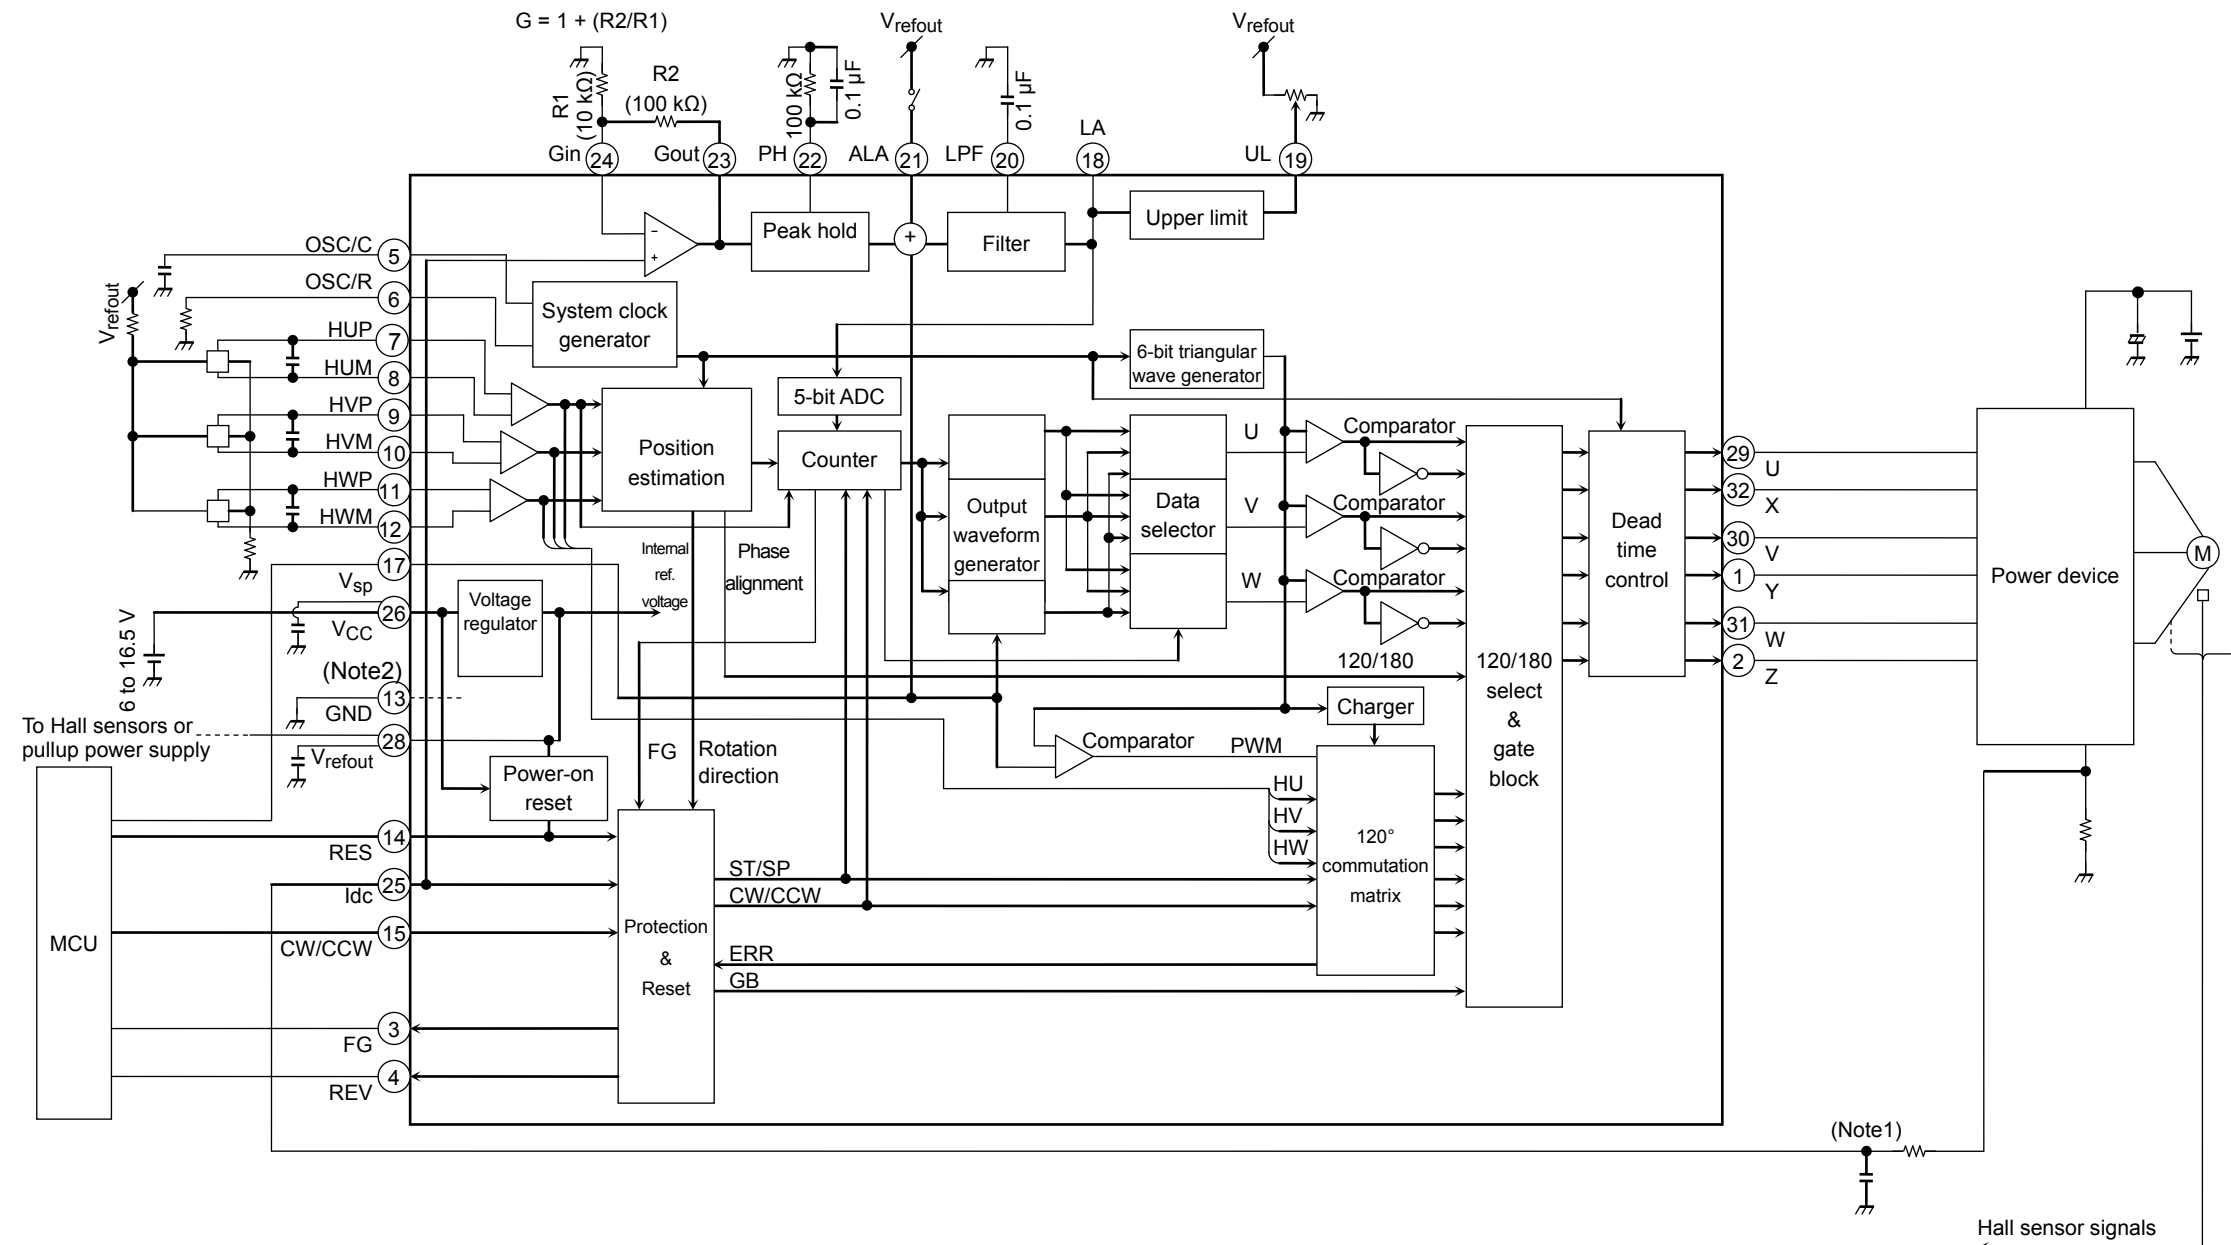 G = 1 + (R2/R1)
Vrefout
Vrefout
R1
(10 kΩ)
R2
(100 kΩ)
100 kΩ
0.1 µF
0.1 µF
LA
Gin
24
Gout
23
PH
22
ALA
21
LPF
20
18
UL
19
Upper limit
Peak hold
+
Filter
−
+
OSC/C
5
OSC/R
6
System clock
generator
Vrefout
HUP
7
HUM
8
HVP
9
HVM
10
HWP
11
HWM
12
6-bit triangular
wave generator
5-bit ADC
Position
estimation
Counter
Output
waveform
generator
Data
selector
U
V
W
Comparator
Comparator
Comparator
Dead
time
control
29
U
32
X
30
V
1
Y
31
W
2
Z
Power device
M
Internal
ref.
voltage
Phase
alignment
17
Vsp
26
VCC
Voltage
regulator
6 to 16.5 V
(Note2)
13
GND
120/180
120/180
select
&
gate
block
To Hall sensors or
pullup power supply
28
Vrefout
Power-on
reset
FG
Rotation
direction
Charger
Comparator
PWM
HU
HV
HW
120°
commutation
matrix
MCU
14
RES
25
Idc
15
CW/CCW
3
FG
4
REV
Protection
&
Reset
ST/SP
CW/CCW
ERR
GB
(Note1)
Hall sensor signals